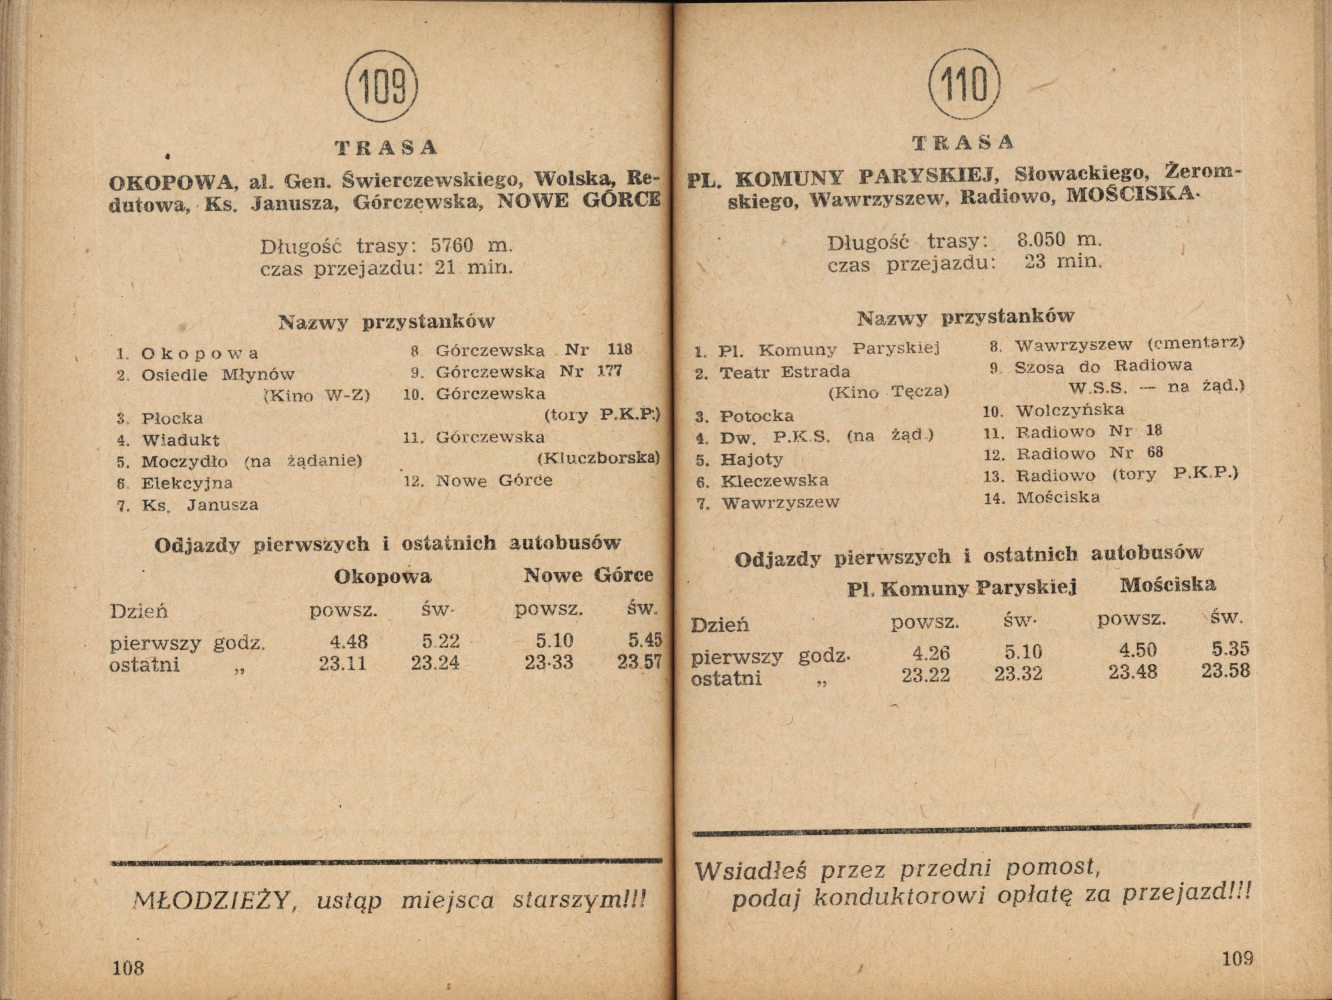 109
TRASA
OKOPOWA, al. Gen. Świerczewskiego, Wolska, Re-
dutowa, Ks. Janusza, Górczewska, NOWE GÓRCE
Długość trasy: 5760 m.
czas przejazdu: 21 min.
Nazwy przystanków
1. Okopowa
2. Osiedle Młynów
(Kino W-Z)
3. Płocka
4. Wiadukt
5. Moczydło (na żądanie)
6 Elekcyjna
7. Ks. Janusza
8 Górczewska Nr 118
9. Górczewska Nr 177
10. Górczewska
(tory P.K.P.)
11. Górczewska
(Kluczborska)
12. Nowe Górce
Odjazdy pierwszych i ostatnich autobusów
Okopowa Nowe Górce
Dzień powsz. św. powsz. św.
pierwszy godz. 4.48 5.22 5.10 5.45
ostatni „ 23.11 23.24 23.33 23.57
MŁODZIEŻY, ustąp miejsca starszym!!!
108
110
TRASA
PL. KOMUNY PARYSKIEJ, Słowackiego, Żerom-
skiego, Wawrzyszew, Radiowo, MOŚCISKA.
Długość trasy: 8.050 m.
czas przejazdu: 23 min.
Nazwy przystanków
1. Pl. Komuny Paryskiej
2. Teatr Estrada
(Kino Tęcza)
3. Potocka
4. Dw. P.K.S. (na żąd.)
5. Hajoty
6. Kleczewska
7. Wawrzyszew
8. Wawrzyszew (cmentarz)
9. Szosa do Radiowa
W.S.S. — na żąd.)
10. Wolczyńska
11. Radiowo Nr 18
12. Radiowo Nr 68
13. Radiowo (tory P.K.P.)
14. Mościska
Odjazdy pierwszych i ostatnich autobusów
Pl. Komuny Paryskiej Mościska
Dzień powsz. św. powsz. św.
pierwszy godz. 4.26 5.10 4.50 5.35
ostatni „ 23.22 23.32 23.48 23.58
Wsiadłeś przez przedni pomost,
podaj konduktorowi opłatę za przejazd!!!
109